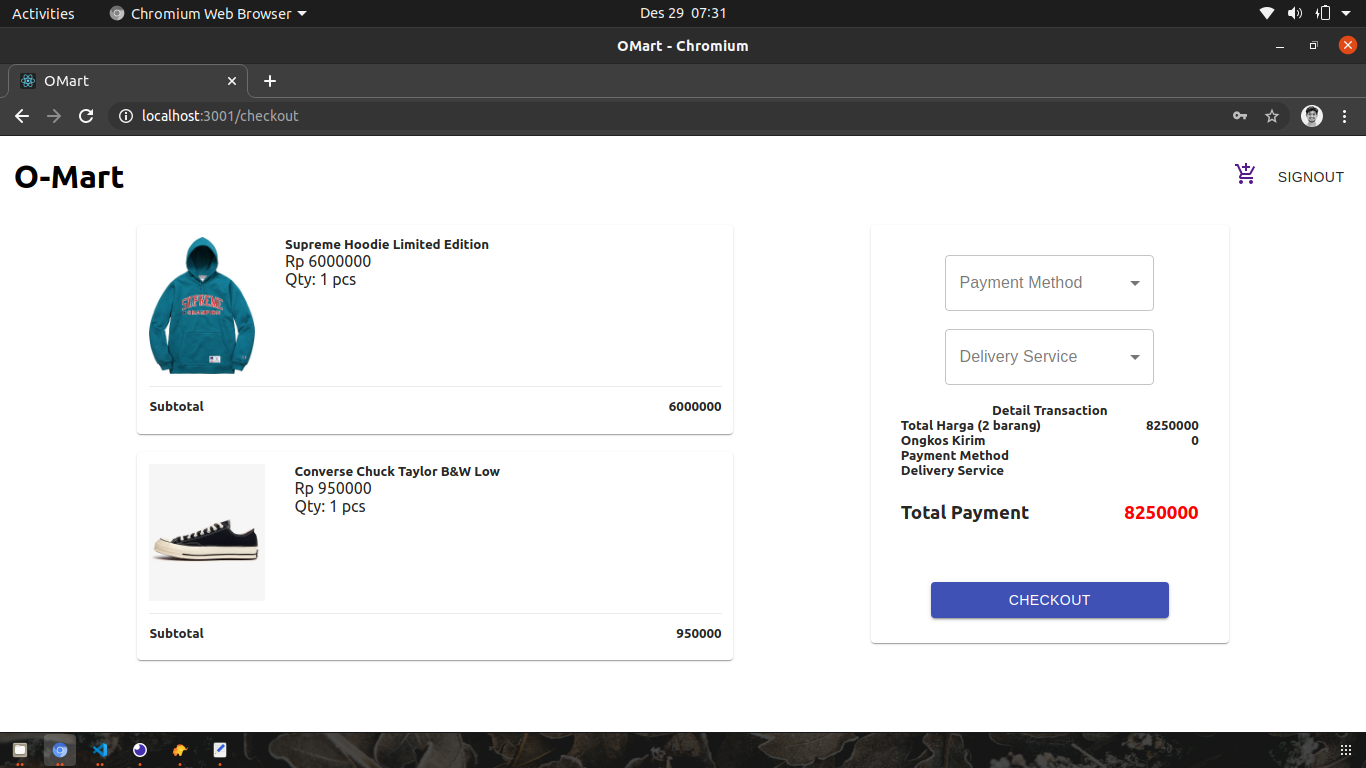 Activities
Chromium Web Browser
Des 29 07:31
OMart - Chromium
OMart
localhost:3001/checkout
O-Mart
SIGNOUT
Supreme Hoodie Limited Edition
Rp 6000000
Qty: 1 pcs
SUPREME
CHAMPION
Subtotal 6000000
Converse Chuck Taylor B&W Low
Rp 950000
Qty: 1 pcs
Subtotal 950000
Payment Method
Delivery Service
Detail Transaction
Total Harga (2 barang) 8250000
Ongkos Kirim 0
Payment Method
Delivery Service
Total Payment 8250000
CHECKOUT